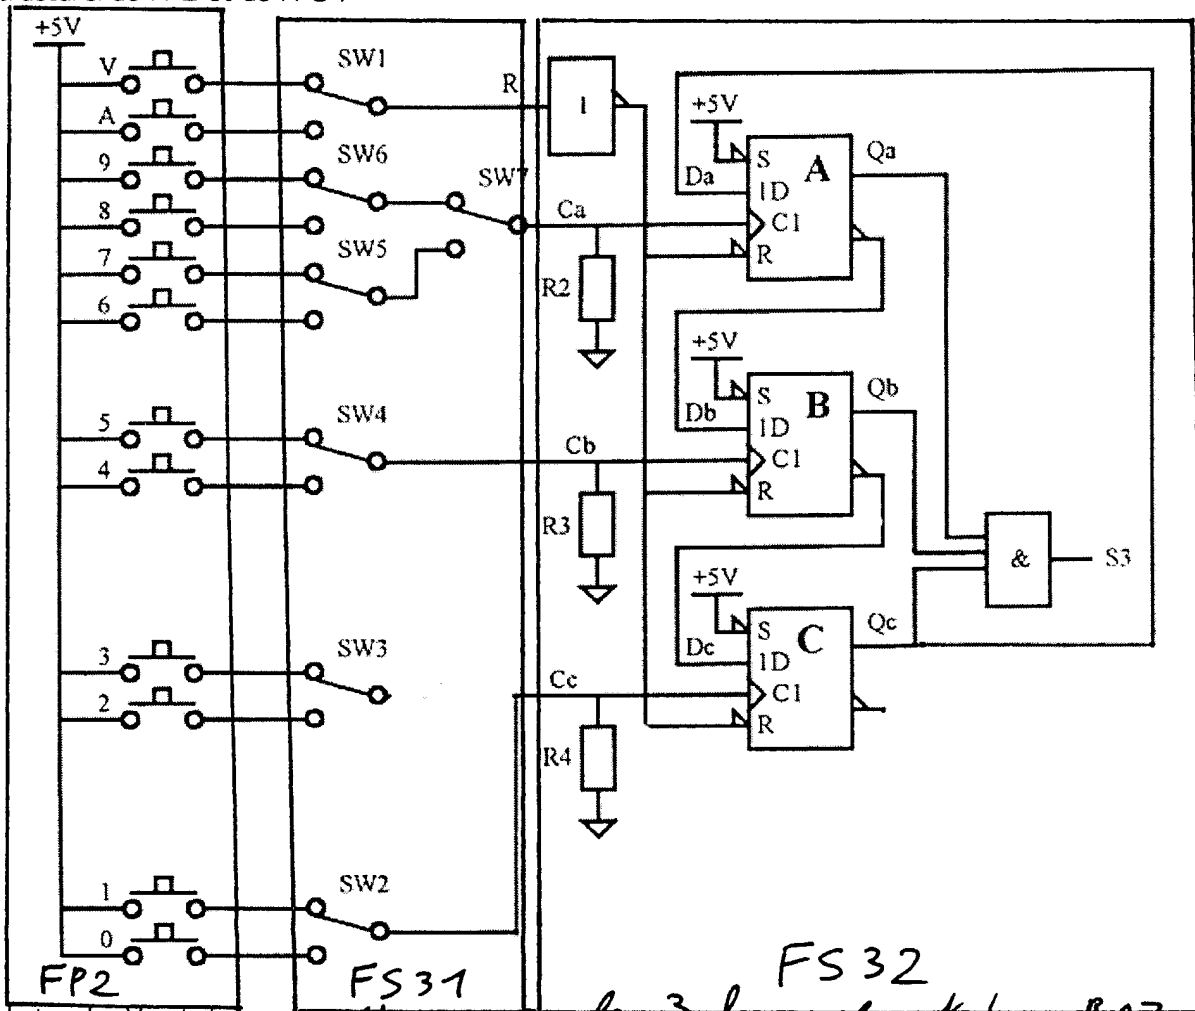 +5V
V
A
9
8
7
6
5
4
3
2
1
0
FP2
SW1
SW6
SW7
SW5
SW4
SW3
SW2
FS31
R
1
Ca
R2
Cb
R3
Cc
R4
+5V
S
A
Qa
Da
1D
C1
R
+5V
S
B
Qb
Db
1D
C1
R
&
S3
+5V
S
C
Qc
Dc
1D
C1
R
FS32